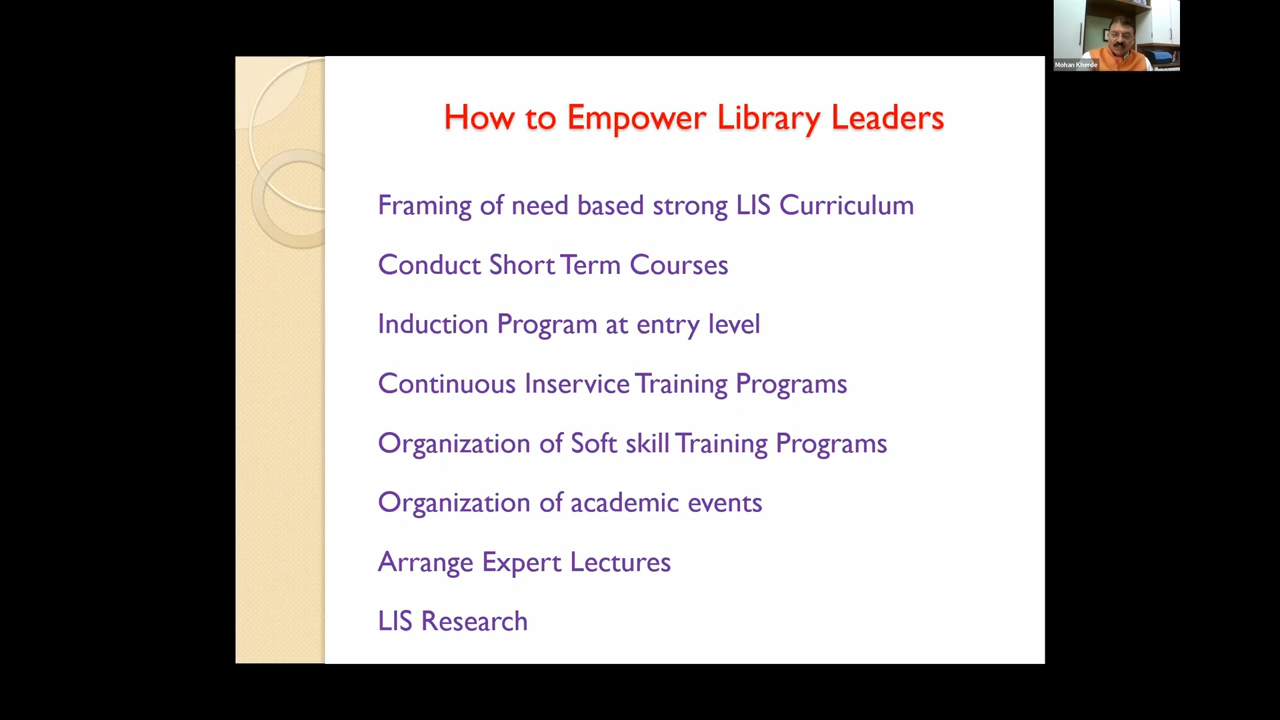 Mohan Kherde
How to Empower Library Leaders
Framing of need based strong LIS Curriculum
Conduct Short Term Courses
Induction Program at entry level
Continuous Inservice Training Programs
Organization of Soft skill Training Programs
Organization of academic events
Arrange Expert Lectures
LIS Research